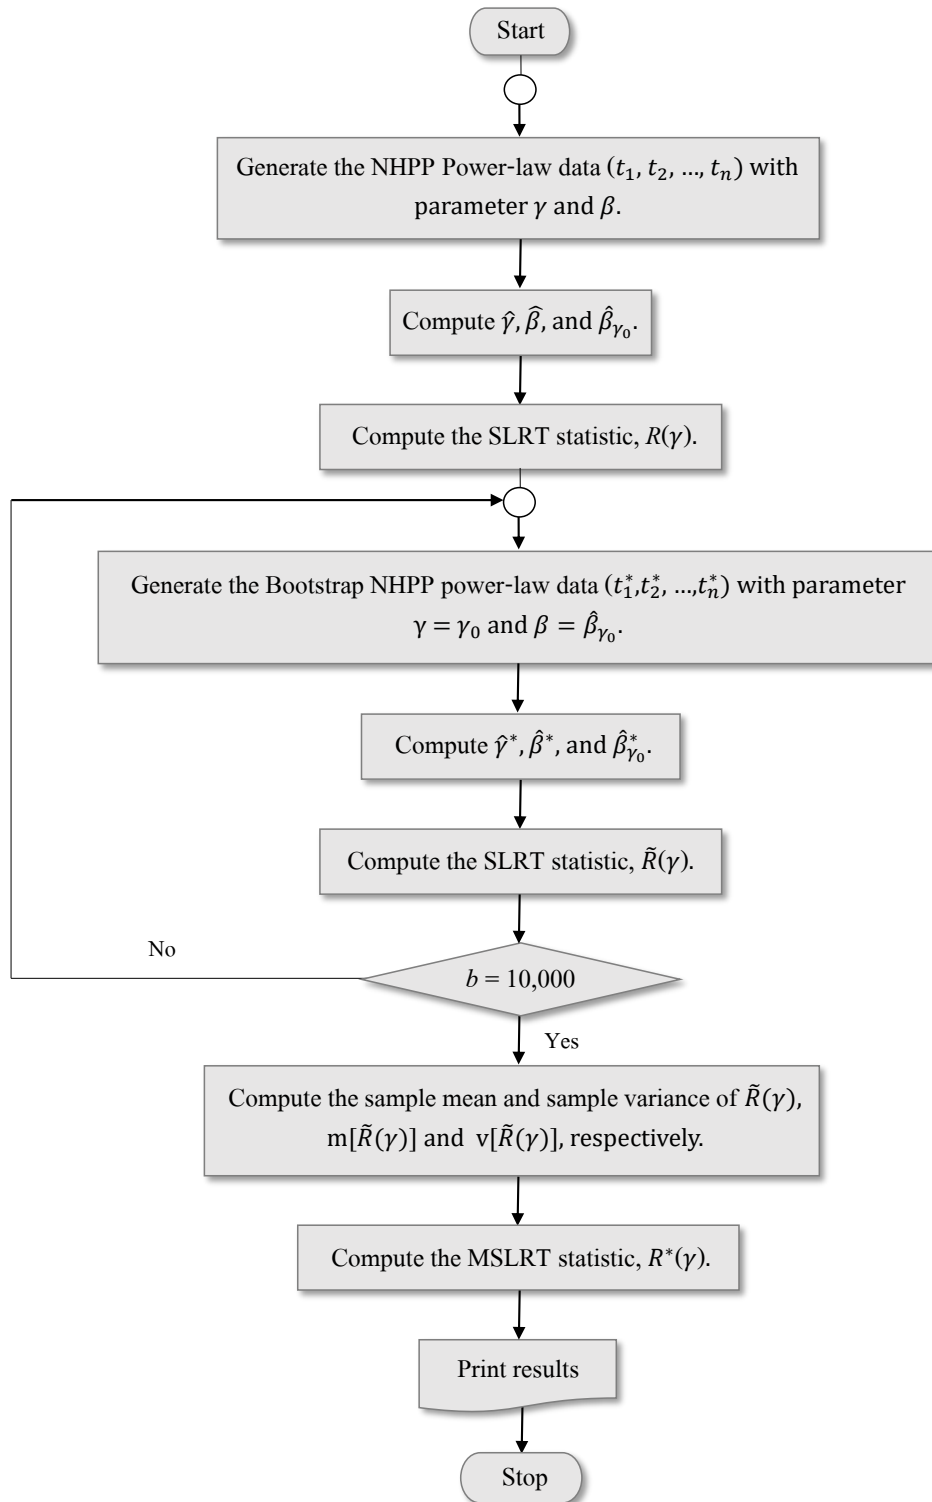 Start
Generate the NHPP Power-law data (t₁, t₂, …, tₙ) with
parameter γ and β.
Compute γ̂, β̂, and β̂_γ₀.
Compute the SLRT statistic, R(γ).
Generate the Bootstrap NHPP power-law data (t₁*,t₂*, …,tₙ*) with parameter
γ = γ₀ and β = β̂_γ₀.
Compute γ̂*, β̂*, and β̂*_γ₀.
Compute the SLRT statistic, R̃(γ).
No
b = 10,000
Yes
Compute the sample mean and sample variance of R̃(γ),
m[R̃(γ)] and v[R̃(γ)], respectively.
Compute the MSLRT statistic, R*(γ).
Print results
Stop